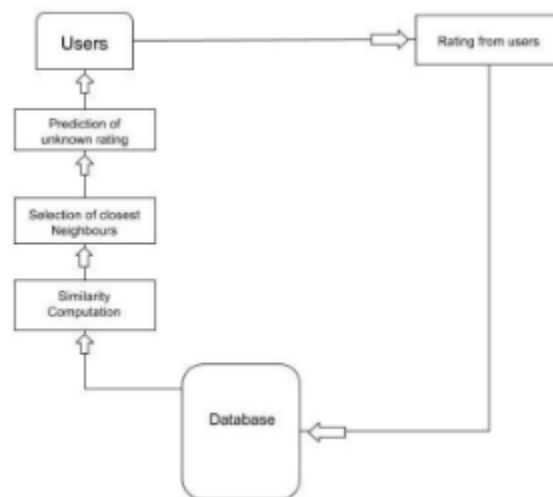 Users
Rating from users
Prediction of
unknown rating
Selection of closest
Neighbours
Similarity
Computation
Database